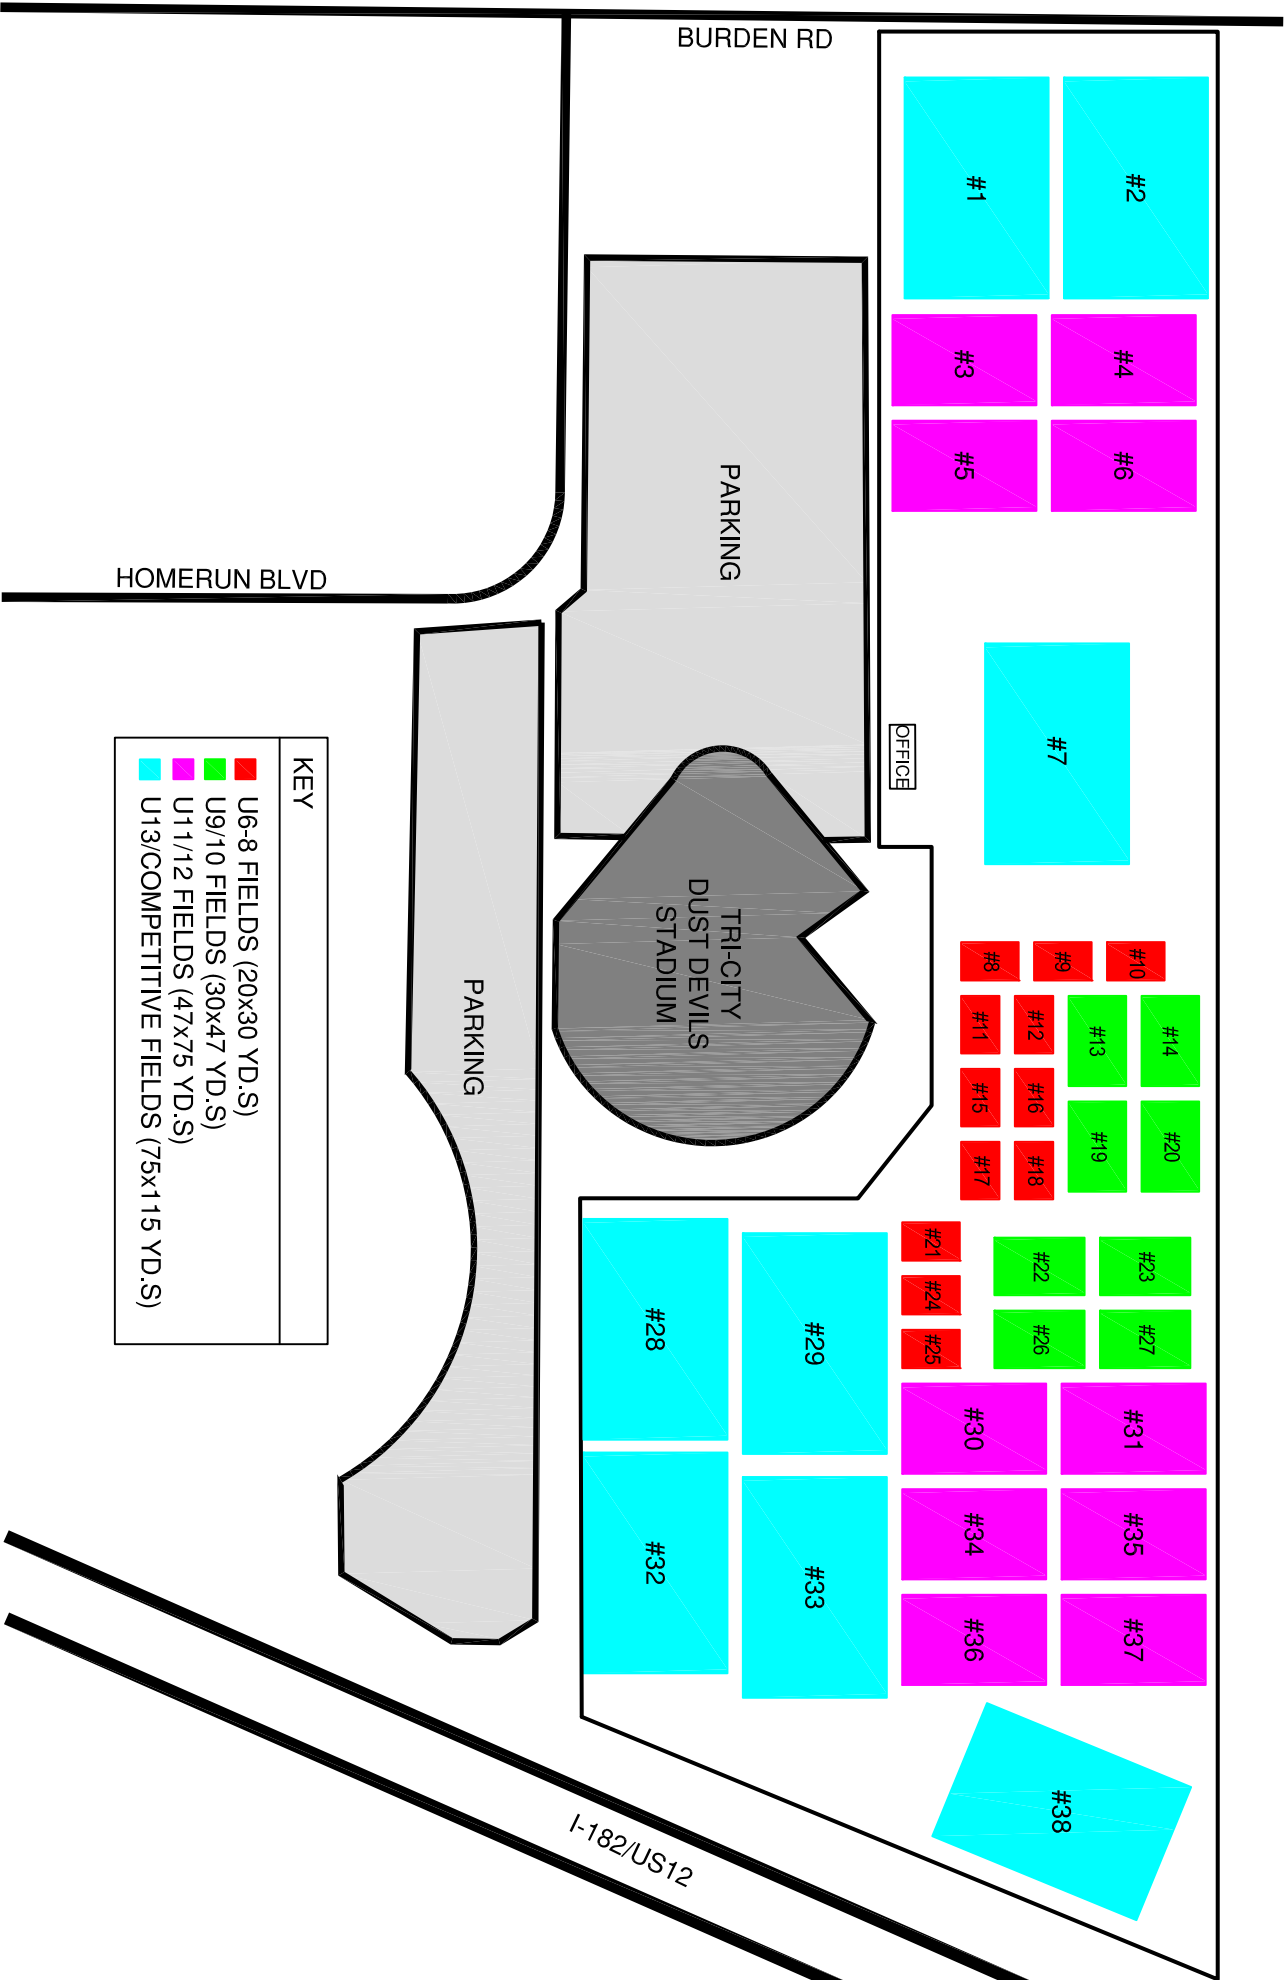 BURDEN RD
#1
#2
#3
#4
#5
#6
PARKING
HOMERUN BLVD
OFFICE
#7
#8
#9
#10
#11
#12
#13
#14
#15
#16
#17
#18
#19
#20
TRI-CITY
DUST DEVILS
STADIUM
PARKING
#21
#22
#23
#24
#25
#26
#27
#28
#29
#30
#31
#32
#33
#34
#35
#36
#37
#38
KEY
U6-8 FIELDS (20x30 YD.S)
U9/10 FIELDS (30x47 YD.S)
U11/12 FIELDS (47x75 YD.S)
U13/COMPETITIVE FIELDS (75x115 YD.S)
I-182/US12